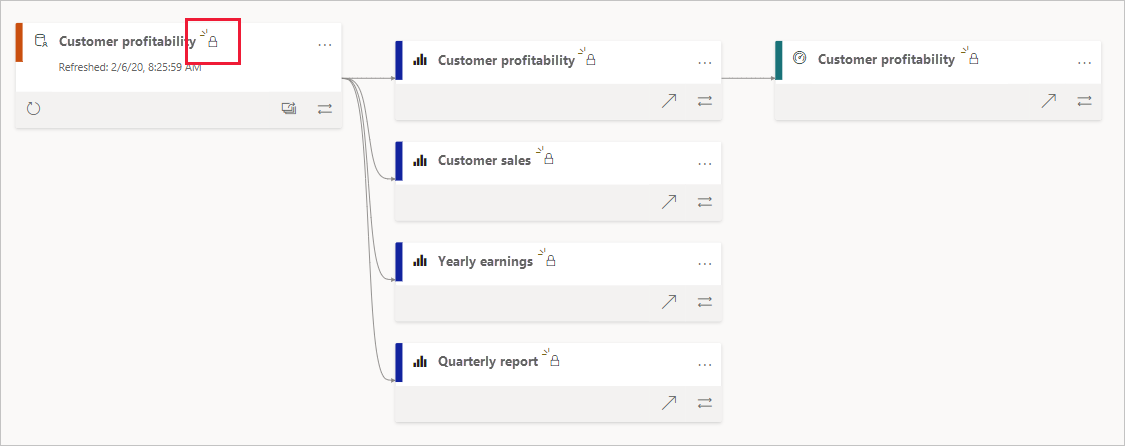 Customer profitability
Refreshed: 2/6/20, 8:25:59 AM
Customer profitability
Customer sales
Yearly earnings
Quarterly report
Customer profitability